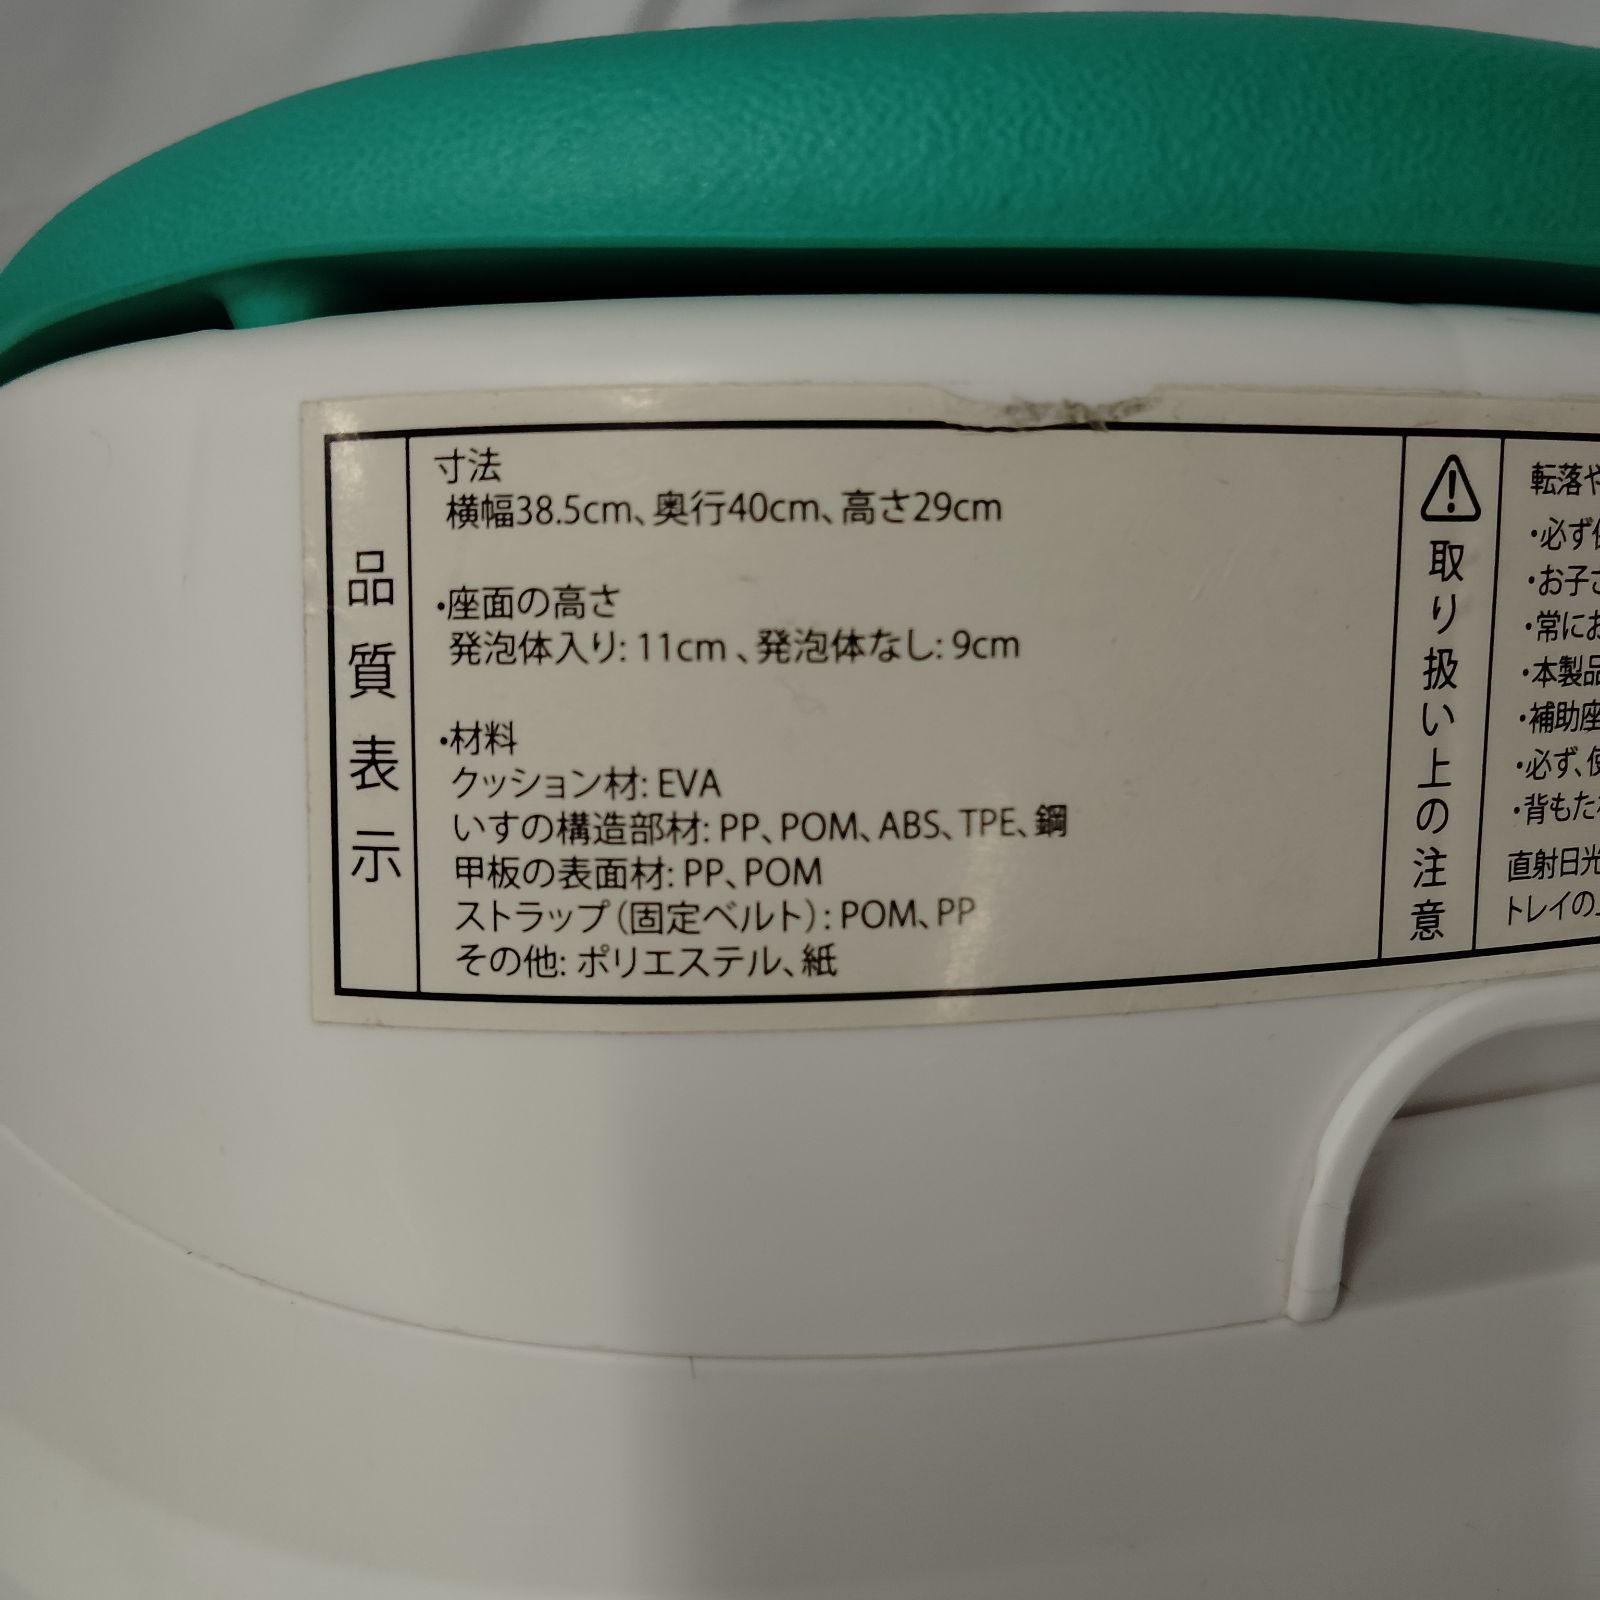 品質表示
寸法
横幅38.5cm、奥行40cm、高さ29cm
・座面の高さ
発泡体入り: 11cm 、発泡体なし: 9cm
・材料
クッション材: EVA
いすの構造部材: PP、POM、ABS、TPE、鋼
甲板の表面材: PP、POM
ストラップ(固定ベルト): POM、PP
その他: ポリエステル、紙
取り扱い上の注意
転落や
・必ず
・お子
・常にお
・本製品
・補助座
・必ず、使
・背もた
直射日光
トレイの